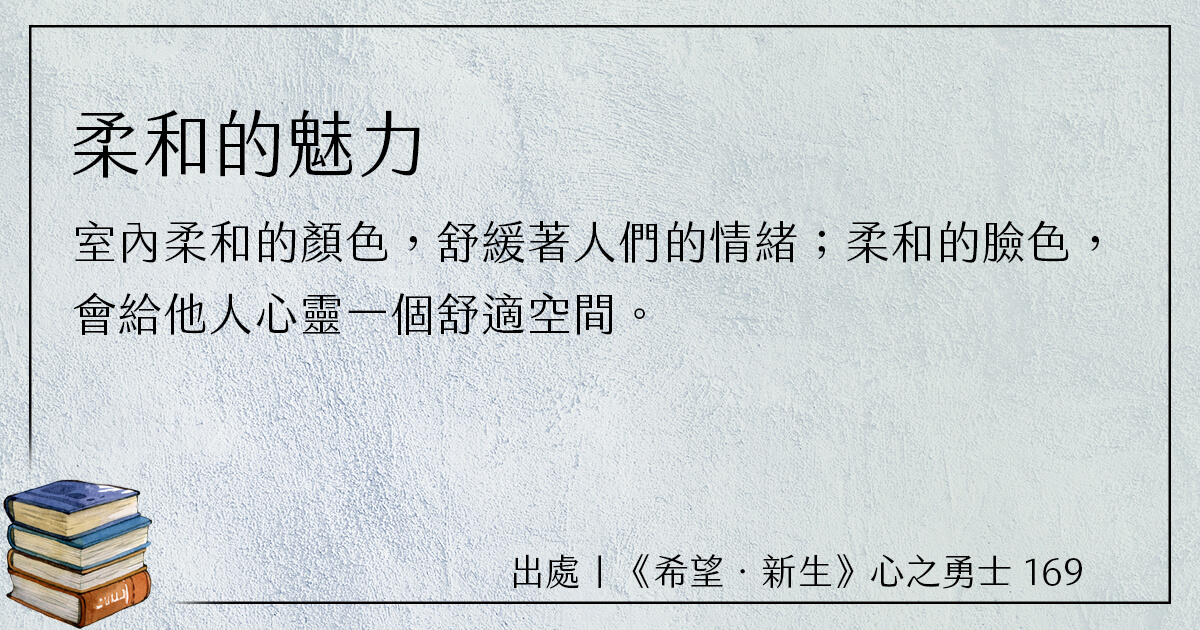 柔和的魅力
室內柔和的顏色，舒緩著人們的情緒；柔和的臉色，
會給他人心靈一個舒適空間。
出處｜《希望．新生》心之勇士 169